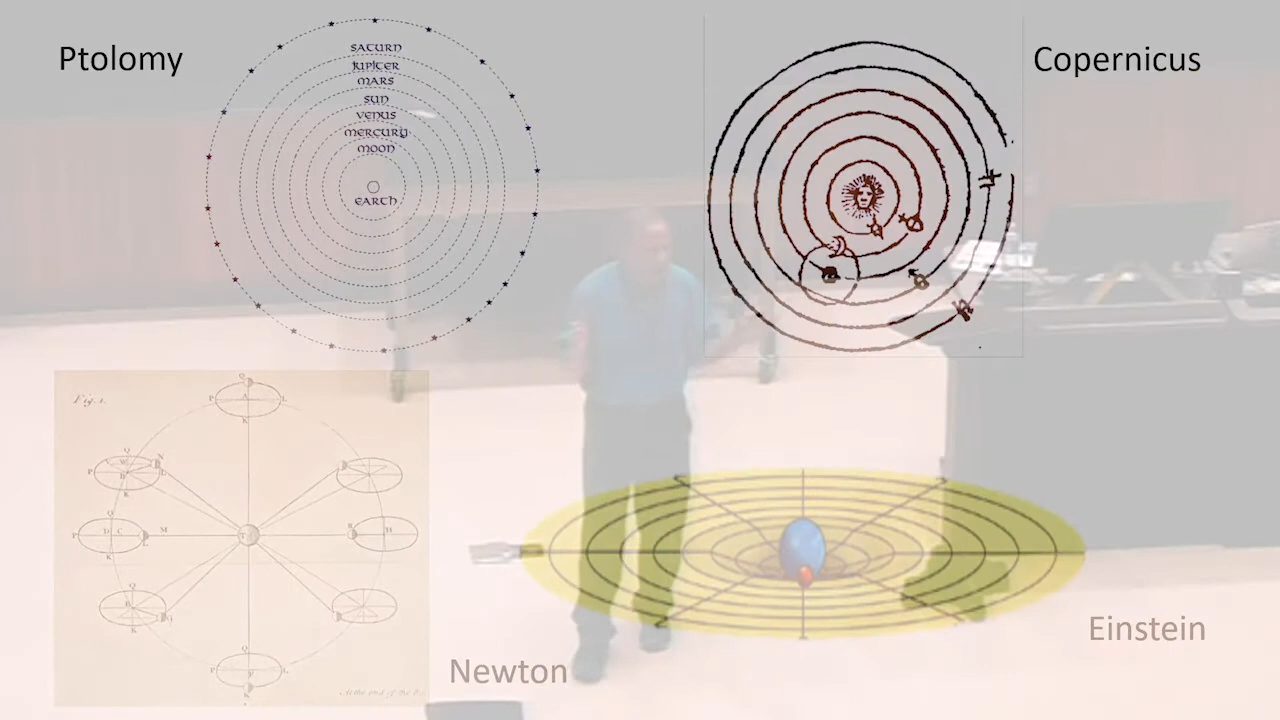 Ptolomy
SATURN
JUPITER
MARS
SUN
VENUS
MERCURY
MOON
EARTH
Copernicus
Fig. 1.
Newton
Einstein